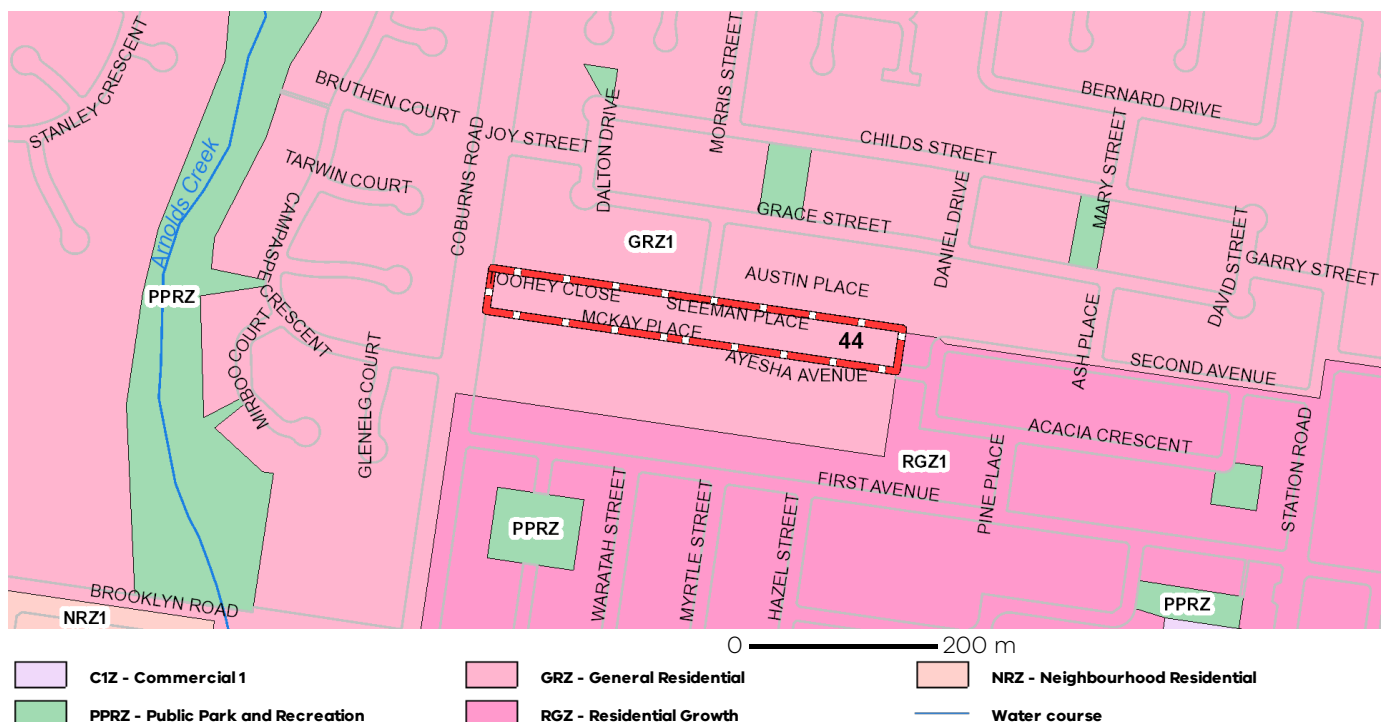 STANLEY CRESCENT
Arnolds Creek
BRUTHEN COURT
TARWIN COURT
CAMPASPE CRESCENT
MIRBOO COURT
GLENELG COURT
COBURNS ROAD
JOY STREET
DALTON DRIVE
MORRIS STREET
BERNARD DRIVE
CHILDS STREET
MARY STREET
GRACE STREET
DANIEL DRIVE
DAVID STREET
GARRY STREET
GRZ1
AUSTIN PLACE
OOHEY CLOSE
SLEEMAN PLACE
MCKAY PLACE
44
AYESHA AVENUE
ASH PLACE
SECOND AVENUE
PPRZ
ACACIA CRESCENT
RGZ1
PINE PLACE
STATION ROAD
FIRST AVENUE
PPRZ
WARATAH STREET
MYRTLE STREET
HAZEL STREET
BROOKLYN ROAD
NRZ1
PPRZ
0 200 m
C1Z - Commercial 1
GRZ - General Residential
NRZ - Neighbourhood Residential
PPRZ - Public Park and Recreation
RGZ - Residential Growth
Water course